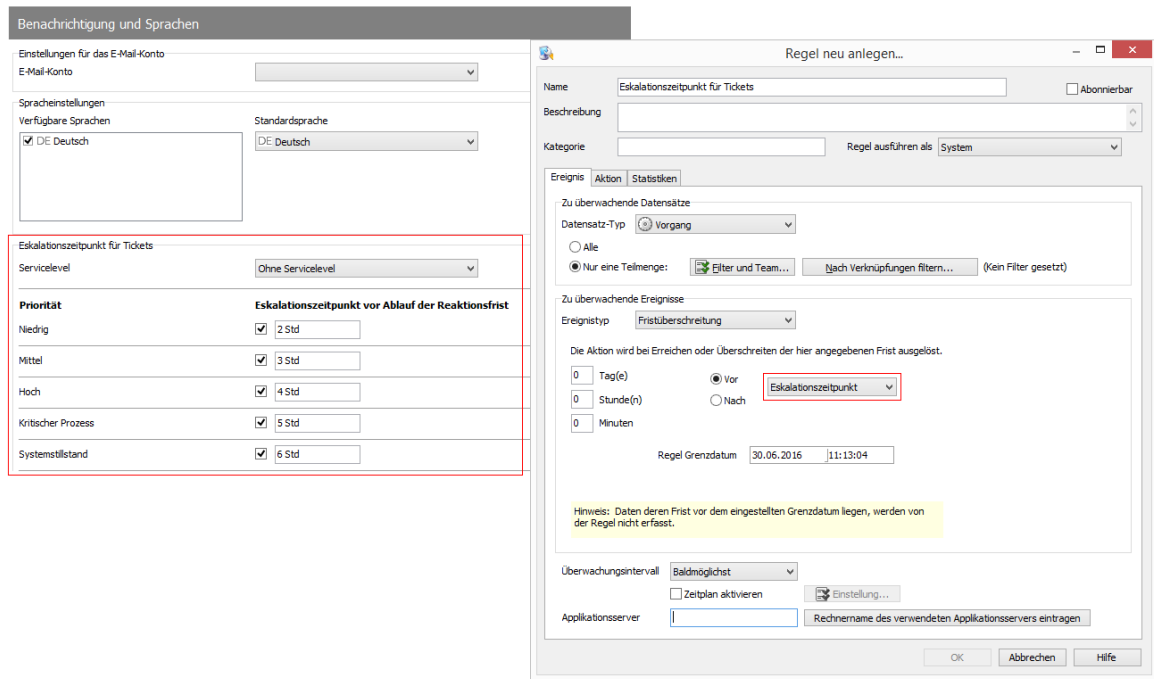 Benachrichtigung und Sprachen
Einstellungen für das E-Mail-Konto
E-Mail-Konto
Spracheinstellungen
Verfügbare Sprachen
Standardsprache
DE Deutsch
DE Deutsch
Eskalationszeitpunkt für Tickets
Servicelevel
Ohne Servicelevel
Priorität
Eskalationszeitpunkt vor Ablauf der Reaktionsfrist
Niedrig
2 Std
Mittel
3 Std
Hoch
4 Std
Kritischer Prozess
5 Std
Systemstillstand
6 Std
Regel neu anlegen...
Name
Eskalationszeitpunkt für Tickets
Abonnierbar
Beschreibung
Kategorie
Regel ausführen als
System
Ereignis
Aktion
Statistiken
Zu überwachende Datensätze
Datensatz-Typ
Vorgang
Alle
Nur eine Teilmenge:
Filter und Team...
Nach Verknüpfungen filtern...
(Kein Filter gesetzt)
Zu überwachende Ereignisse
Ereignistyp
Fristüberschreitung
Die Aktion wird bei Erreichen oder Überschreiten der hier angegebenen Frist ausgelöst.
0
Tag(e)
Vor
Eskalationszeitpunkt
0
Stunde(n)
Nach
0
Minuten
Regel Grenzdatum
30.06.2016
11:13:04
Hinweis: Daten deren Frist vor dem eingestellten Grenzdatum liegen, werden von
der Regel nicht erfasst.
Überwachungsintervall
Baldmöglichst
Zeitplan aktivieren
Einstellung...
Applikationsserver
Rechnername des verwendeten Applikationsservers eintragen
OK
Abbrechen
Hilfe